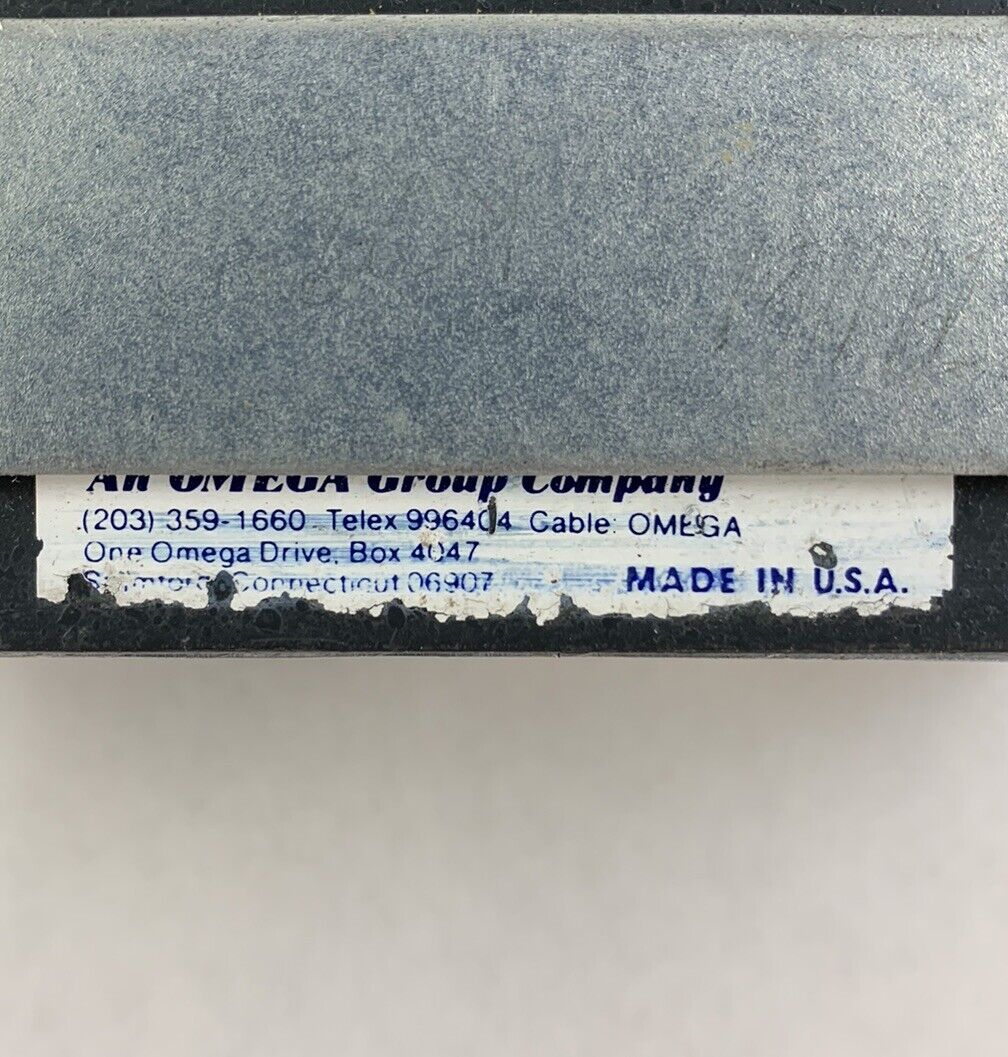 An OMEGA Group Company
(203) 359-1660 Telex 996404 Cable: OMEGA
One Omega Drive, Box 4047
Stamford, Connecticut 06907 MADE IN U.S.A.